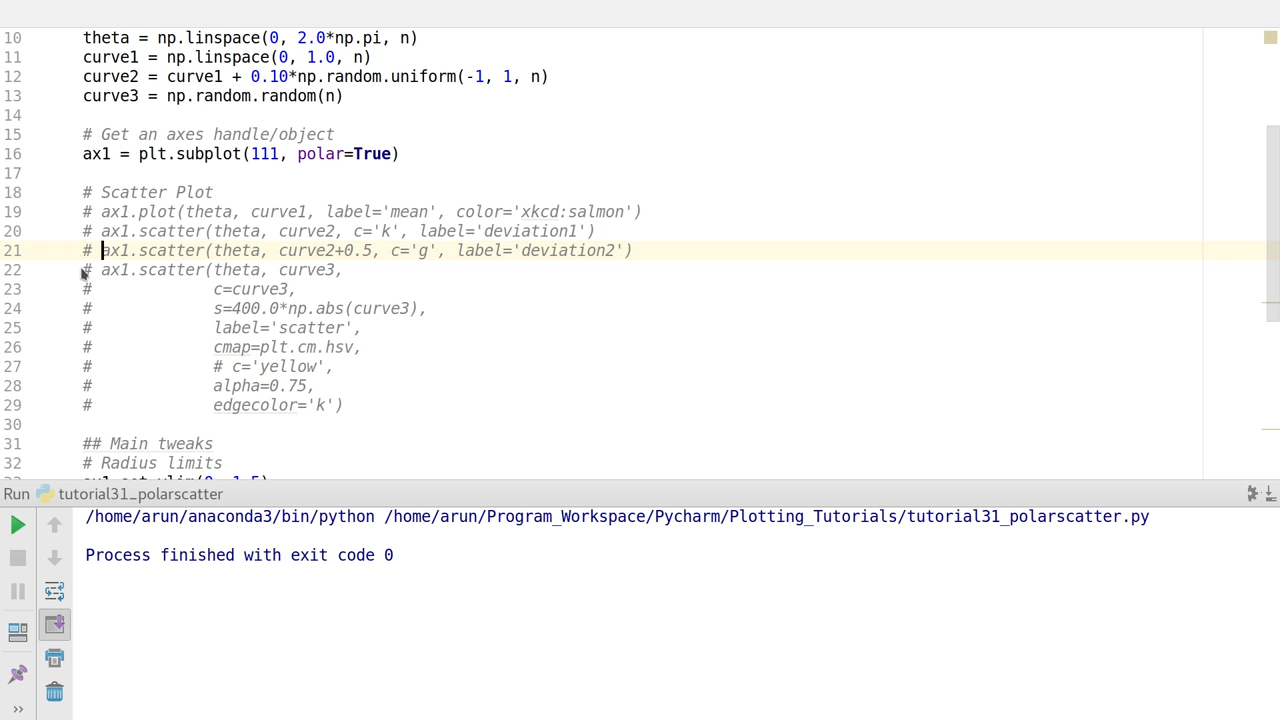 10 theta = np.linspace(0, 2.0*np.pi, n)
11 curve1 = np.linspace(0, 1.0, n)
12 curve2 = curve1 + 0.10*np.random.uniform(-1, 1, n)
13 curve3 = np.random.random(n)
14
15 # Get an axes handle/object
16 ax1 = plt.subplot(111, polar=True)
17
18 # Scatter Plot
19 # ax1.plot(theta, curve1, label='mean', color='xkcd:salmon')
20 # ax1.scatter(theta, curve2, c='k', label='deviation1')
21 # ax1.scatter(theta, curve2+0.5, c='g', label='deviation2')
22 # ax1.scatter(theta, curve3,
23 # c=curve3,
24 # s=400.0*np.abs(curve3),
25 # label='scatter',
26 # cmap=plt.cm.hsv,
27 # # c='yellow',
28 # alpha=0.75,
29 # edgecolor='k')
30
31 ## Main tweaks
32 # Radius limits
Run tutorial31_polarscatter
/home/arun/anaconda3/bin/python /home/arun/Program_Workspace/Pycharm/Plotting_Tutorials/tutorial31_polarscatter.py
Process finished with exit code 0